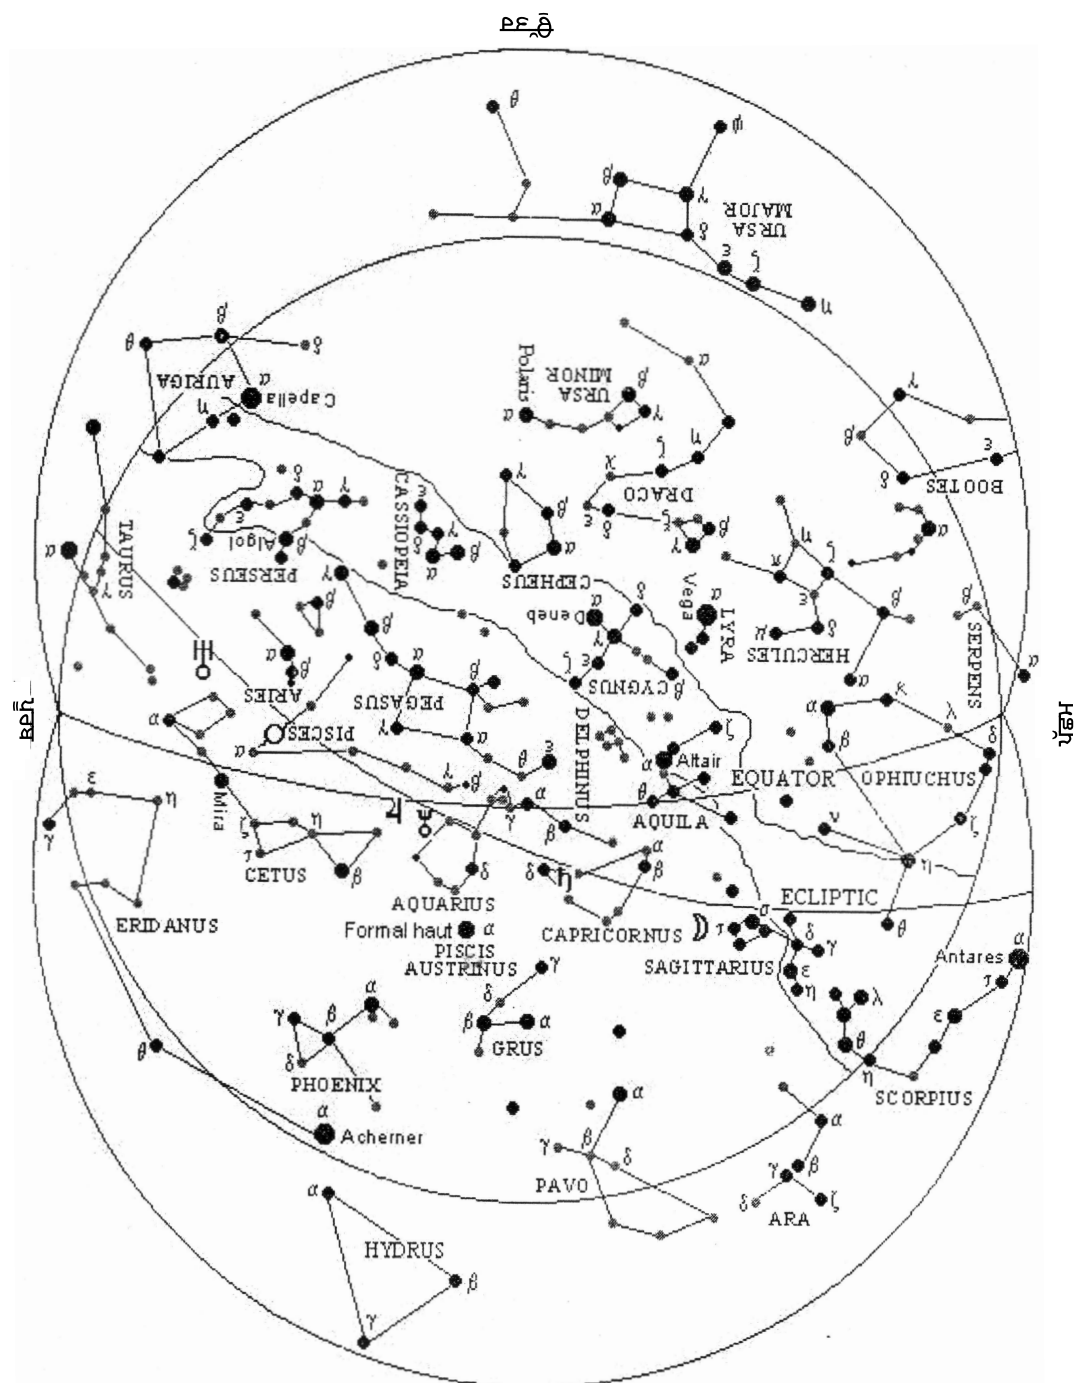 θ
φ
β
γ
α
δ
URSA
MAJOR
ε
ζ
η
β
θ
δ
AURIGA
α
Capella
η
Polaris
α
URSA
MINOR
β
γ
α
η
ζ
χ
DRACO
ε
δ
ζ
β
γ
γ
β
δ
ε
BOOTES
α
TAURUS
α
γ
δ
α
γ
ε
ζ
Algol
β
PERSEUS
CASSIOPEIA
ε
γ
δ
β
α
γ
β
α
CEPHEUS
γ
β
δ
α
α
Deneb
δ
γ
ε
ζ
β
CYGNUS
Vega
α
LYRA
η
ζ
π
ε
β
μ
δ
HERCULES
α
SERPENS
α
β
α
β
ARIES
PEGASUS
β
γ
α
θ
ε
PISCES
α
γ
β
α
Mira
DELPHINUS
ζ
α
Altair
θ
AQUILA
EQUATOR
α
β
κ
λ
δ
OPHIUCHUS
ν
ζ
η
θ
ε
η
γ
ERIDANUS
ζ
η
τ
β
CETUS
♃
γ
α
β
δ
AQUARIUS
δ
♄
α
β
CAPRICORNUS
ECLIPTIC
Formal haut
α
PISCIS
AUSTRINUS
σ
τ
δ
γ
ε
η
SAGITTARIUS
Antares
α
τ
ε
λ
θ
η
SCORPIUS
γ
δ
β
α
GRUS
α
β
γ
δ
PHOENIX
θ
α
Acherner
α
β
γ
δ
PAVO
α
β
γ
δ
ζ
ARA
α
HYDRUS
β
γ